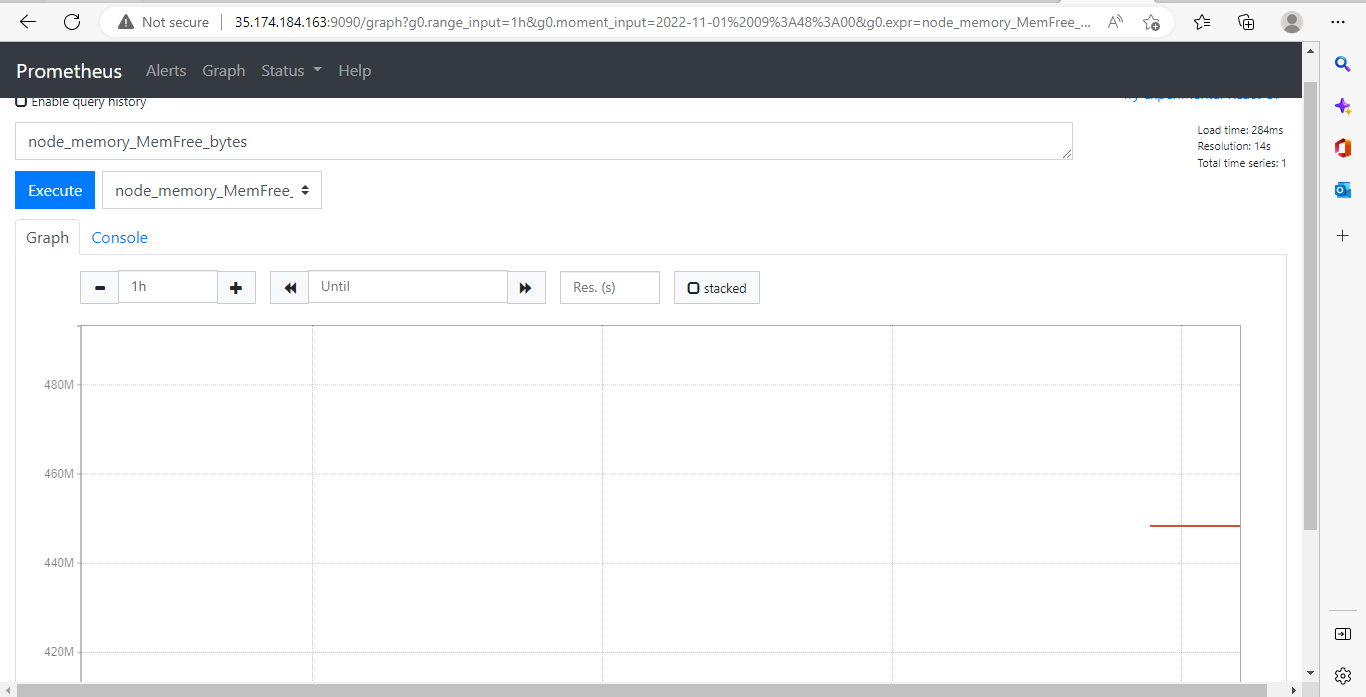 Not secure 35.174.184.163:9090/graph?g0.range_input=1h&g0.moment_input=2022-11-01%2009%3A48%3A00&g0.expr=node_memory_MemFree_...
Prometheus Alerts Graph Status Help
Enable query history
node_memory_MemFree_bytes
Load time: 284ms
Resolution: 14s
Total time series: 1
Execute node_memory_MemFree_
Graph Console
1h Until Res. (s) stacked
480M
460M
440M
420M